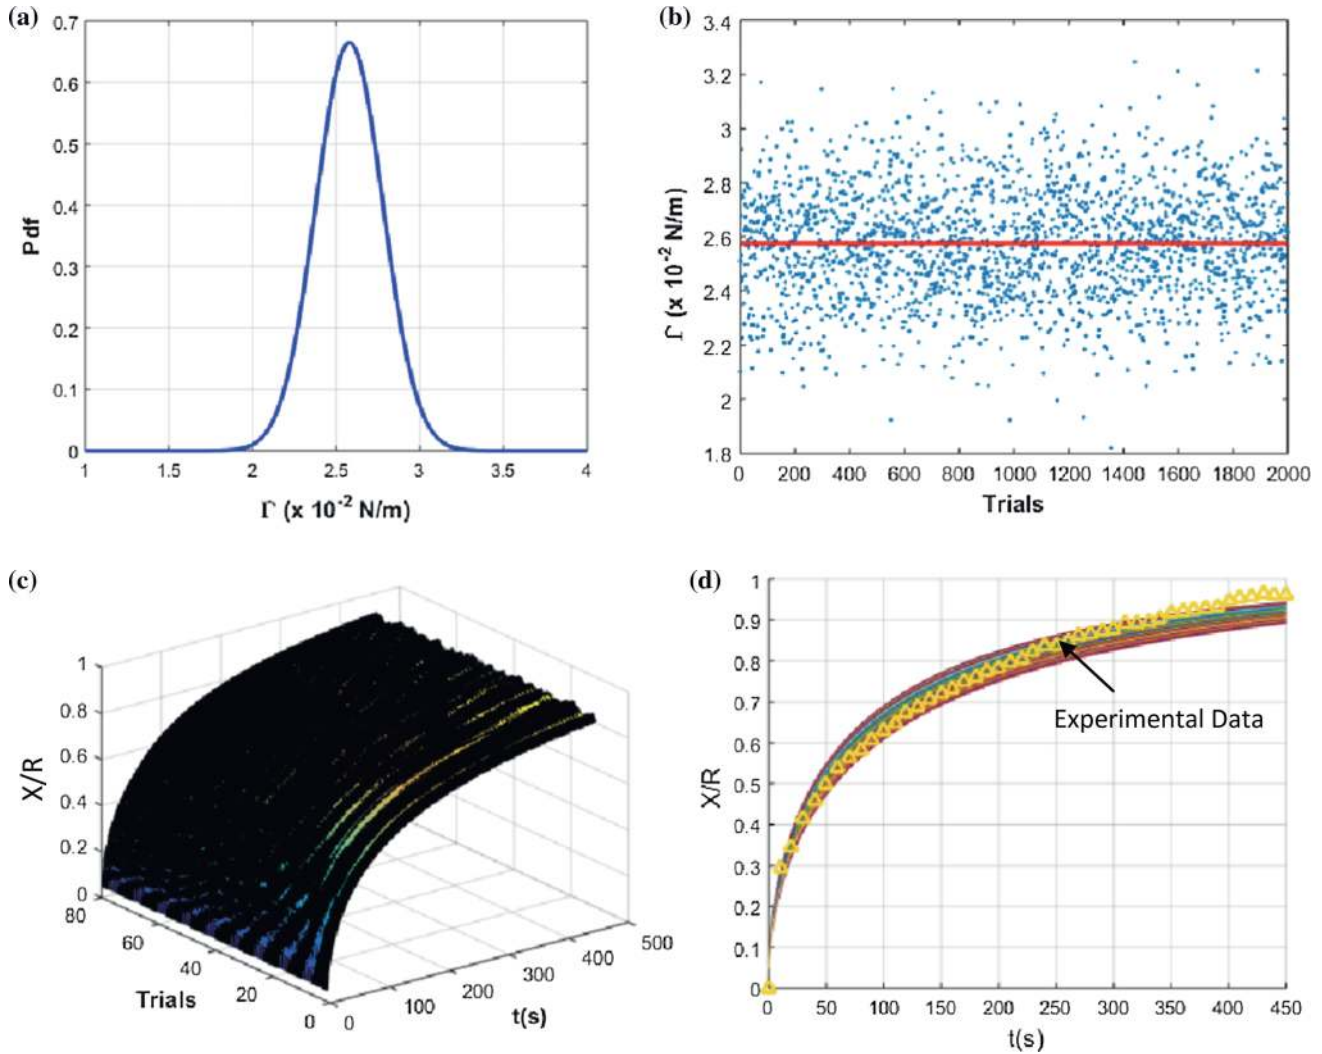 (a)
0.7
0.6
0.5
0.4
0.3
0.2
0.1
0
Pdf
1 1.5 2 2.5 3 3.5 4
Γ (x 10⁻² N/m)
(b)
3.4
3.2
3
2.8
2.6
2.4
2.2
2
1.8
Γ (x 10⁻² N/m)
0 200 400 600 800 1000 1200 1400 1600 1800 2000
Trials
(c)
1
0.8
0.6
0.4
0.2
0
X/R
80
60
40
20
0
Trials
0 100 200 300 400 500
t(s)
(d)
1
0.9
0.8
0.7
0.6
0.5
0.4
0.3
0.2
0.1
0
X/R
Experimental Data
0 50 100 150 200 250 300 350 400 450
t(s)